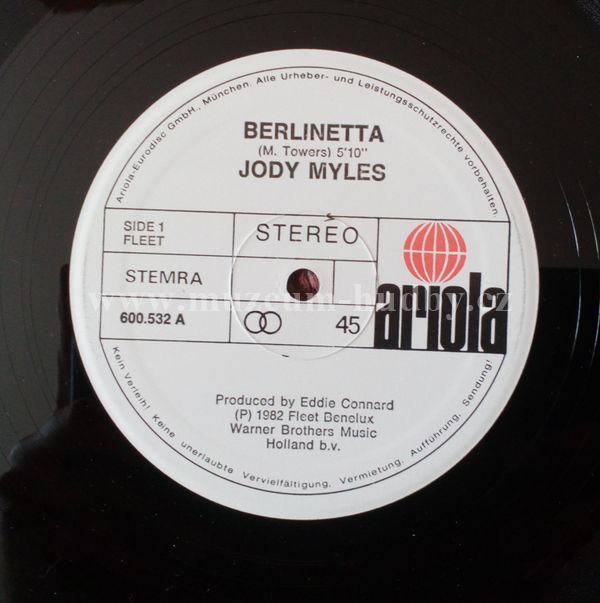 Ariola-Eurodisc GmbH., München. Alle Urheber- und Leistungsschutzrechte vorbehalten.
BERLINETTA
(M. Towers) 5'10''
JODY MYLES
SIDE 1
FLEET
STEREO
STEMRA
600.532 A
45
ariola
www.muzeum-hudby.cz
Produced by Eddie Connard
(P) 1982 Fleet Benelux
Warner Brothers Music
Holland b.v.
Kein Verleih! Keine unerlaubte Vervielfältigung, Vermietung, Aufführung, Sendung!